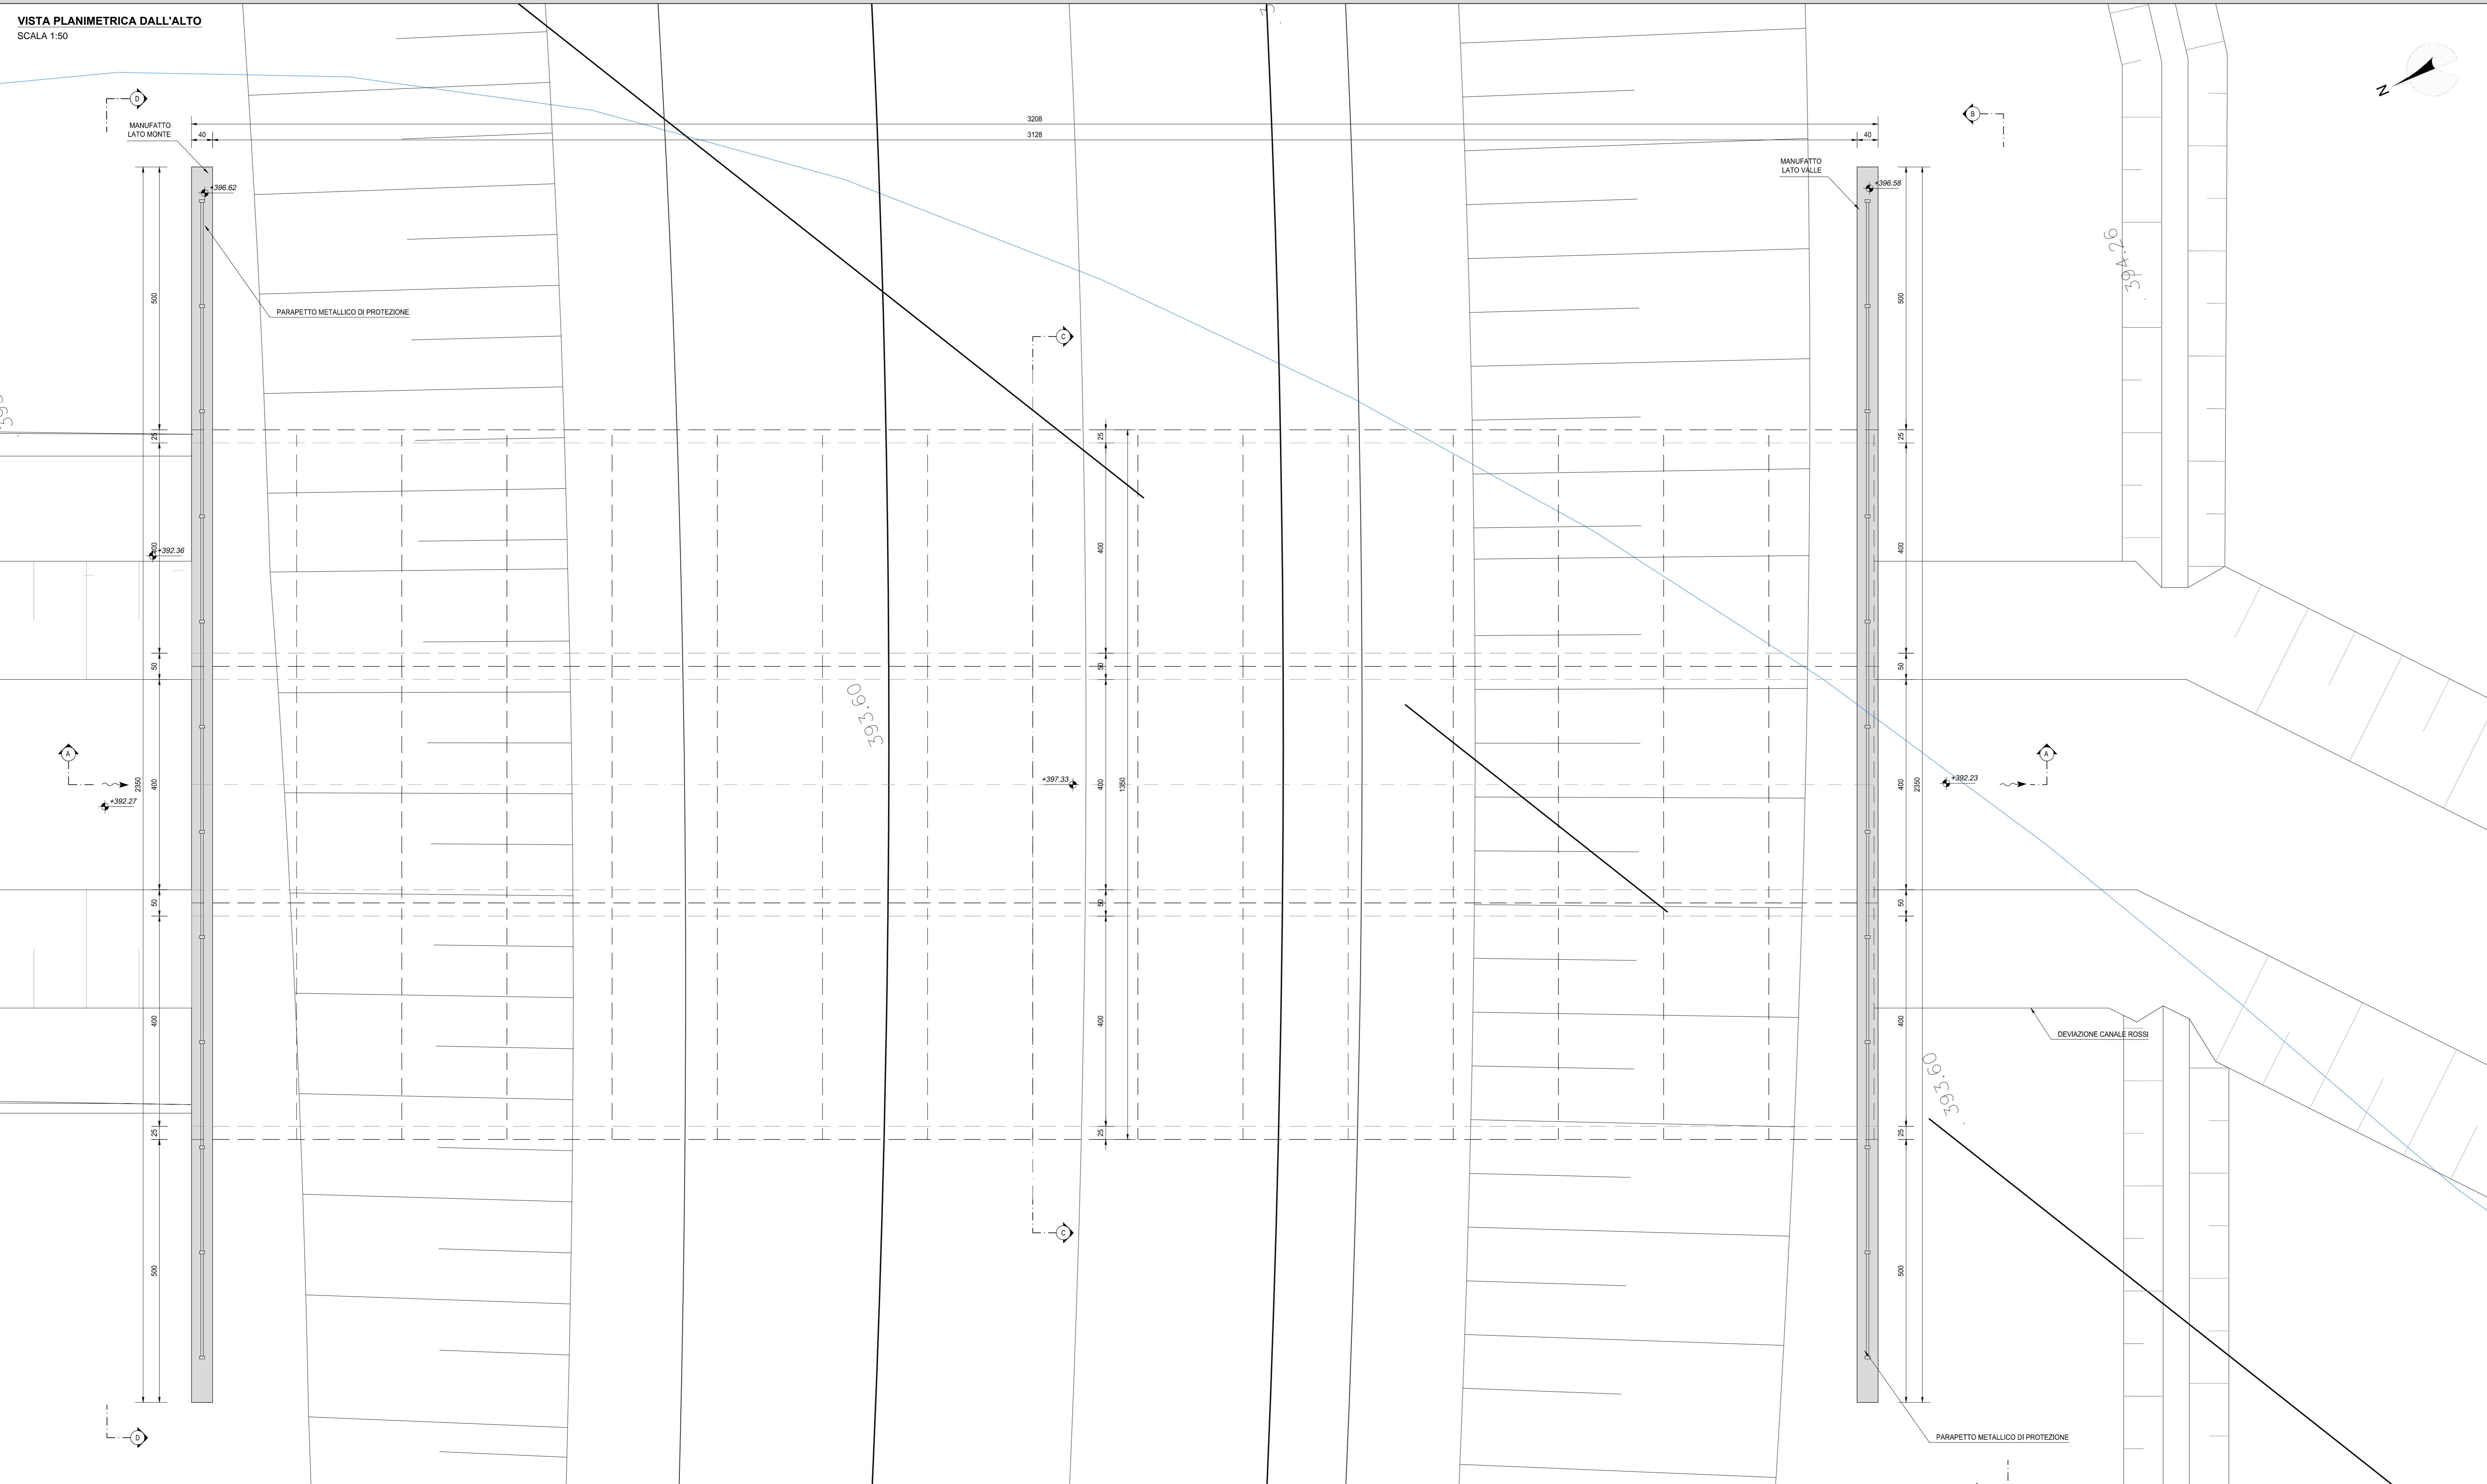 VISTA PLANIMETRICA DALL'ALTO
SCALA 1:50
N
D
B
MANUFATTO
LATO MONTE
3208
40
3128
40
MANUFATTO
LATO VALLE
+396.62
+396.58
394.26
500
500
PARAPETTO METALLICO DI PROTEZIONE
C
25
25
25
400
400
400
+392.36
50
50
50
393.60
A
A
2350
400
+397.33
400
1350
400
2350
+392.23
+392.27
50
50
50
400
400
400
DEVIAZIONE CANALE ROSSI
393.60
25
25
25
C
500
500
D
PARAPETTO METALLICO DI PROTEZIONE